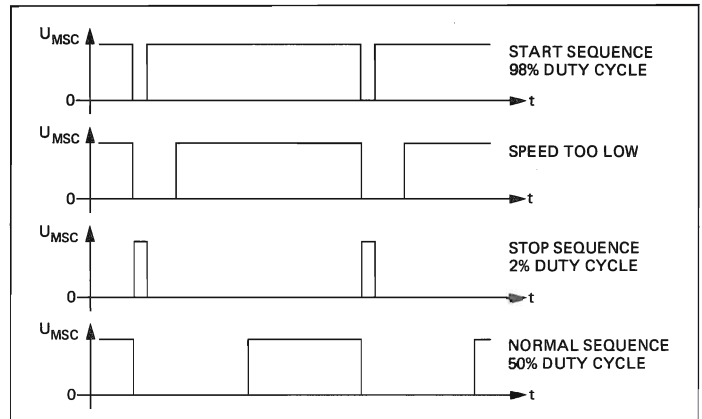 U_MSC
START SEQUENCE
98% DUTY CYCLE
0
t
U_MSC
SPEED TOO LOW
0
t
U_MSC
STOP SEQUENCE
2% DUTY CYCLE
0
t
U_MSC
NORMAL SEQUENCE
50% DUTY CYCLE
0
t